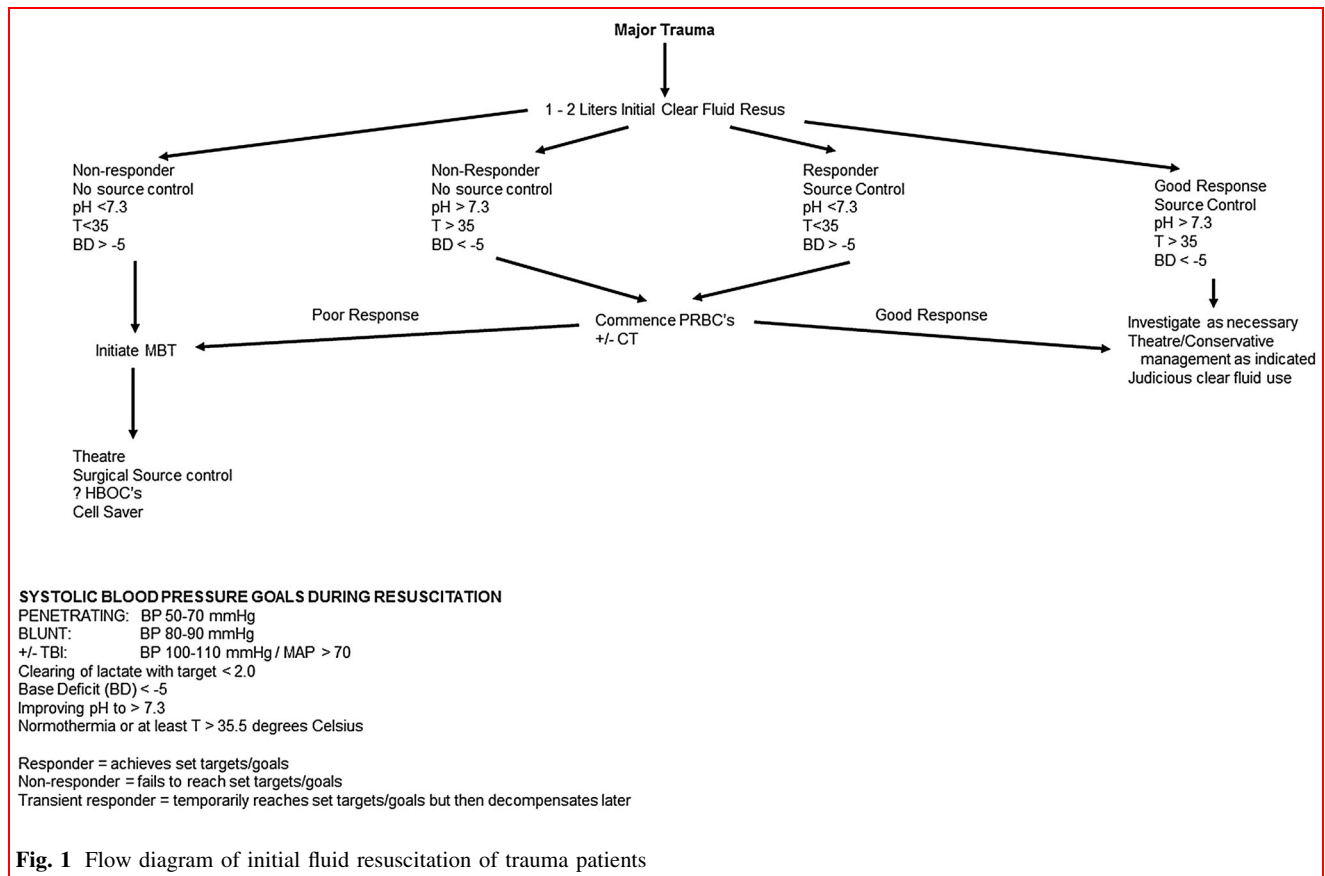 Major Trauma
1 - 2 Liters Initial Clear Fluid Resus
Non-responder
No source control
pH <7.3
T<35
BD > -5
Non-Responder
No source control
pH > 7.3
T > 35
BD < -5
Responder
Source Control
pH <7.3
T<35
BD > -5
Good Response
Source Control
pH > 7.3
T > 35
BD < -5
Poor Response
Commence PRBC's
+/- CT
Good Response
Initiate MBT
Investigate as necessary
Theatre/Conservative
management as indicated
Judicious clear fluid use
Theatre
Surgical Source control
? HBOC's
Cell Saver
SYSTOLIC BLOOD PRESSURE GOALS DURING RESUSCITATION
PENETRATING: BP 50-70 mmHg
BLUNT: BP 80-90 mmHg
+/- TBI: BP 100-110 mmHg / MAP > 70
Clearing of lactate with target < 2.0
Base Deficit (BD) < -5
Improving pH to > 7.3
Normothermia or at least T > 35.5 degrees Celsius
Responder = achieves set targets/goals
Non-responder = fails to reach set targets/goals
Transient responder = temporarily reaches set targets/goals but then decompensates later
Fig. 1 Flow diagram of initial fluid resuscitation of trauma patients